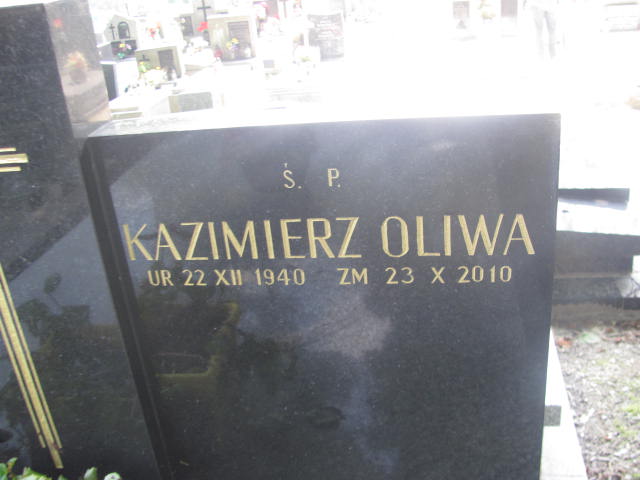 Ś. P.
KAZIMIERZ OLIWA
UR 22 XII 1940 ZM 23 X 2010